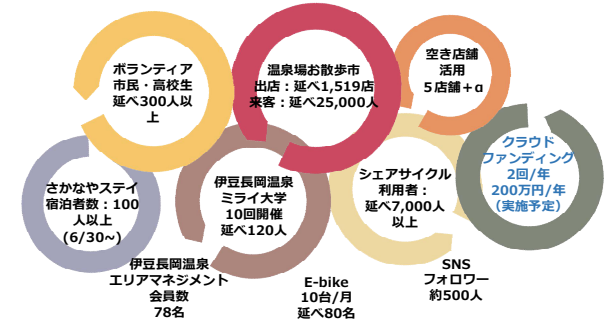 ボランティア
市民・高校生
延べ300人以
上
温泉場お散歩市
出店：延べ1,519店
来客：延べ25,000人
空き店舗
活用
５店舗＋α
さかなやステイ
宿泊者数：100
人以上
(6/30~)
伊豆長岡温泉
ミライ大学
10回開催
延べ120人
シェアサイクル
利用者：
延べ7,000人
以上
クラウド
ファンディング
2回/年
200万円/年
（実施予定）
伊豆長岡温泉
エリアマネジメント
会員数
78名
E-bike
10台/月
延べ80名
SNS
フォロワー
約500人